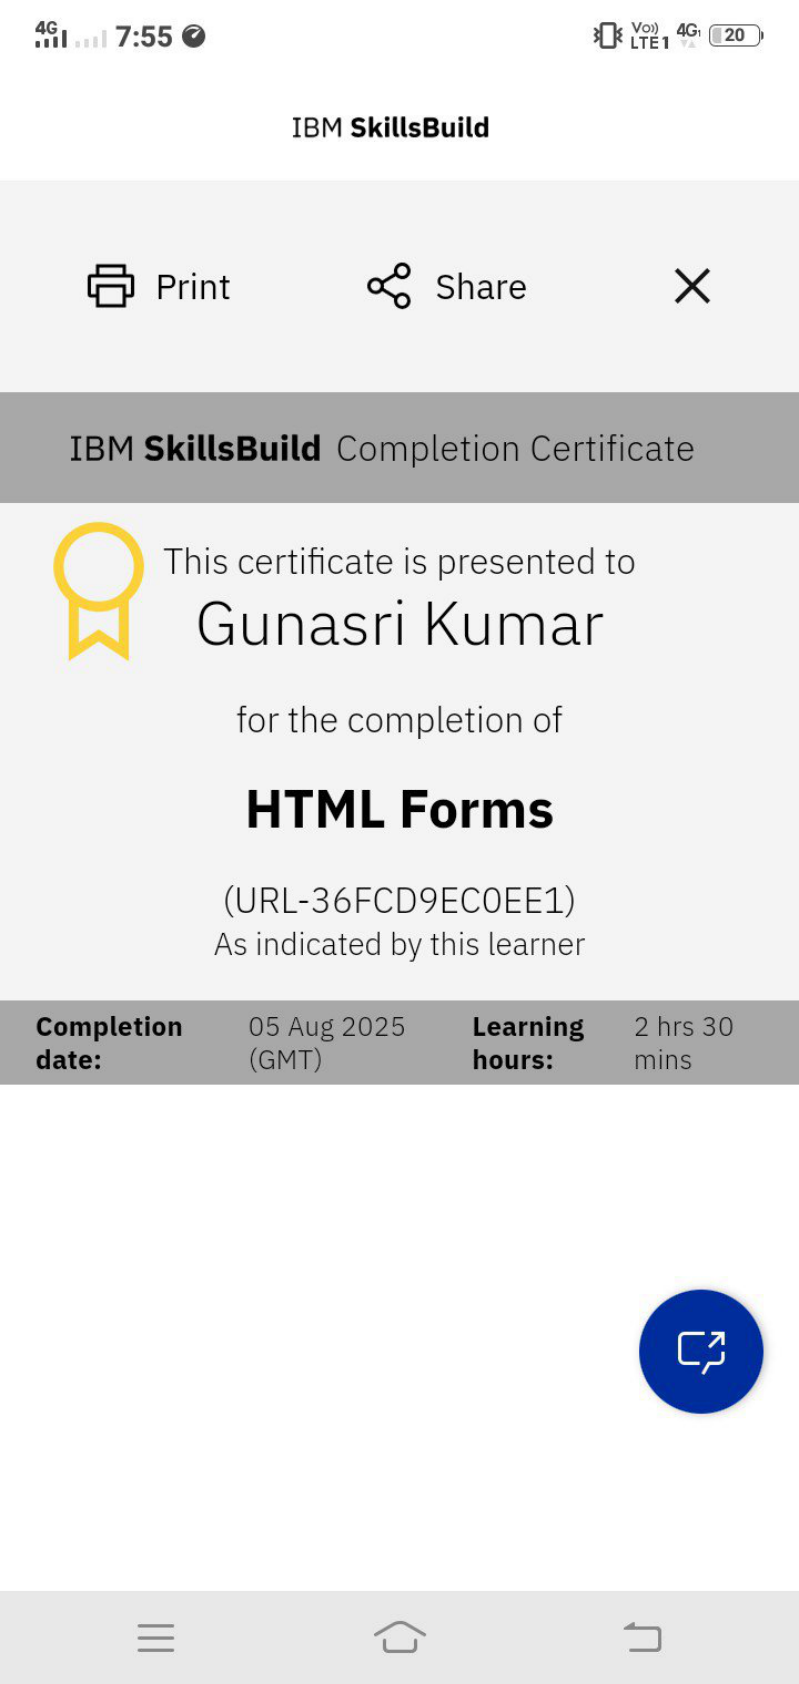 4G 7:55 Vo)) LTE1 4G 20
IBM SkillsBuild
Print Share
IBM SkillsBuild Completion Certificate
This certificate is presented to
Gunasri Kumar
for the completion of
HTML Forms
(URL-36FCD9EC0EE1)
As indicated by this learner
Completion date: 05 Aug 2025 (GMT) Learning hours: 2 hrs 30 mins